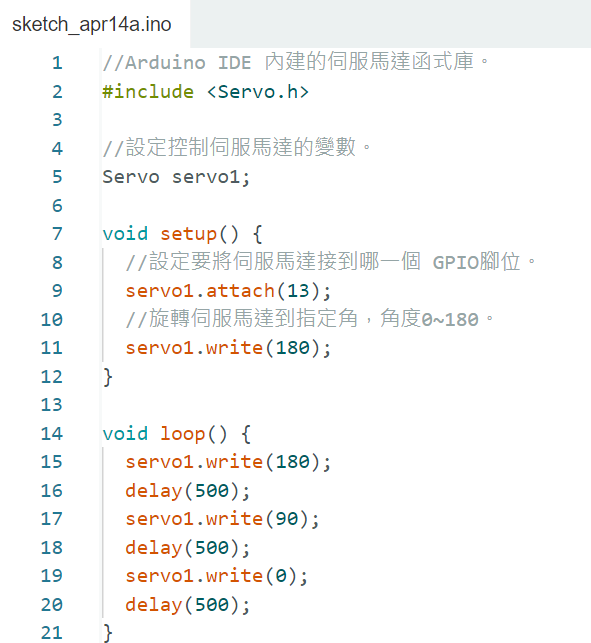 sketch_apr14a.ino
1 //Arduino IDE 內建的伺服馬達函式庫。
2 #include <Servo.h>
3
4 //設定控制伺服馬達的變數。
5 Servo servo1;
6
7 void setup() {
8 //設定要將伺服馬達接到哪一個 GPIO腳位。
9 servo1.attach(13);
10 //旋轉伺服馬達到指定角，角度0~180。
11 servo1.write(180);
12 }
13
14 void loop() {
15 servo1.write(180);
16 delay(500);
17 servo1.write(90);
18 delay(500);
19 servo1.write(0);
20 delay(500);
21 }